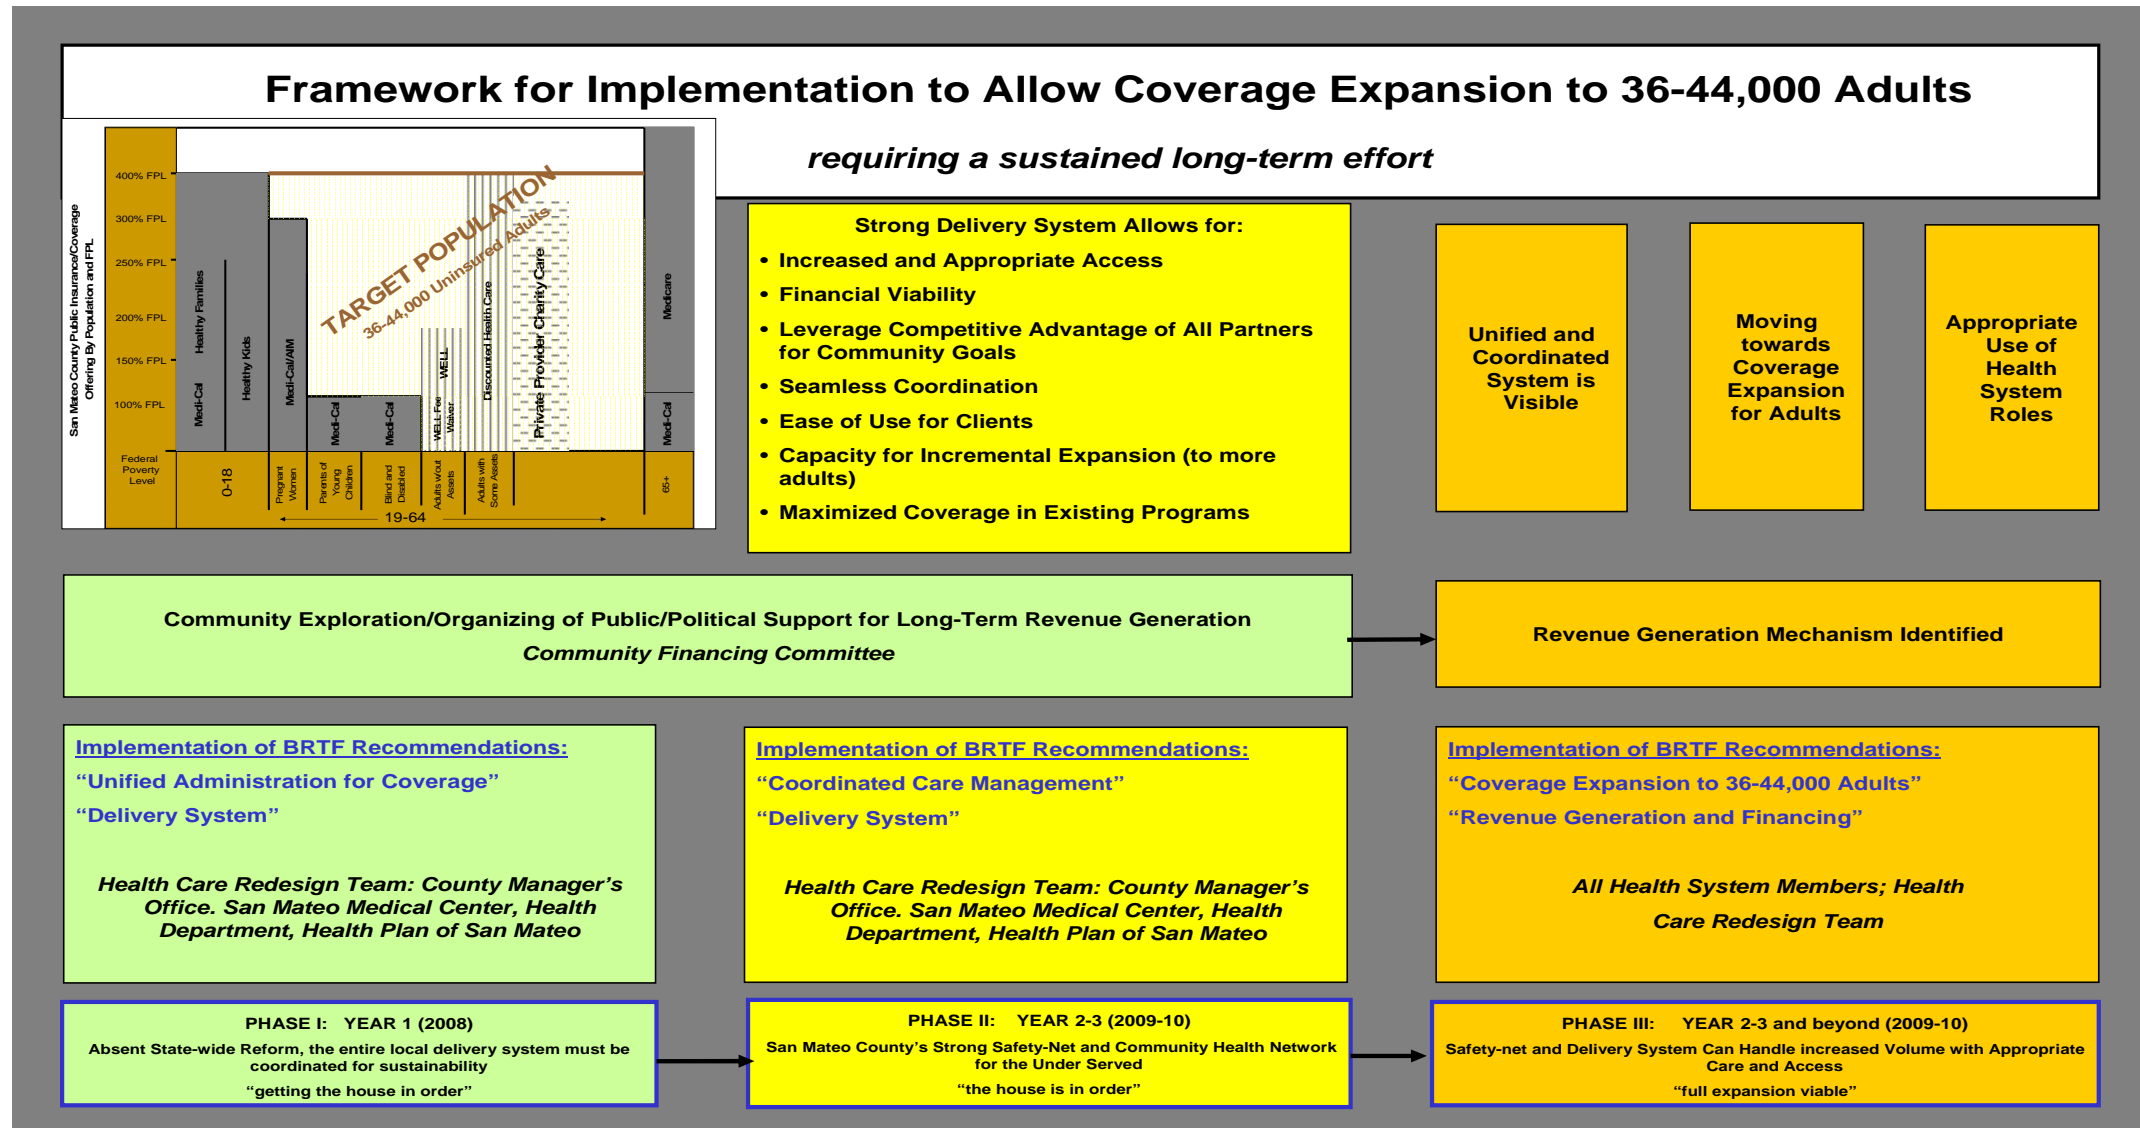 Framework for Implementation to Allow Coverage Expansion to 36-44,000 Adults
requiring a sustained long-term effort
San Mateo County Public Insurance/Coverage
Offering By Population and FPL
400% FPL
300% FPL
250% FPL
200% FPL
150% FPL
100% FPL
Federal
Poverty
Level
Medi-Cal
Healthy Families
Healthy Kids
Medi-Cal/AIM
Medi-Cal
Medi-Cal
WELL Fee
Waiver
WELL
Discounted Health Care
Private Provider Charity Care
Medicare
Medi-Cal
TARGET POPULATION
36-44,000 Uninsured Adults
0-18
Pregnant
Women
Parents of
Young
Children
Blind and
Disabled
Adults w/out
Assets
Adults with
Some Assets
65+
19-64
Strong Delivery System Allows for:
• Increased and Appropriate Access
• Financial Viability
• Leverage Competitive Advantage of All Partners
for Community Goals
• Seamless Coordination
• Ease of Use for Clients
• Capacity for Incremental Expansion (to more
adults)
• Maximized Coverage in Existing Programs
Unified and
Coordinated
System is
Visible
Moving
towards
Coverage
Expansion
for Adults
Appropriate
Use of
Health
System
Roles
Community Exploration/Organizing of Public/Political Support for Long-Term Revenue Generation
Community Financing Committee
Revenue Generation Mechanism Identified
Implementation of BRTF Recommendations:
“Unified Administration for Coverage”
“Delivery System”
Health Care Redesign Team: County Manager’s
Office. San Mateo Medical Center, Health
Department, Health Plan of San Mateo
Implementation of BRTF Recommendations:
“Coordinated Care Management”
“Delivery System”
Health Care Redesign Team: County Manager’s
Office. San Mateo Medical Center, Health
Department, Health Plan of San Mateo
Implementation of BRTF Recommendations:
“Coverage Expansion to 36-44,000 Adults”
“Revenue Generation and Financing”
All Health System Members; Health
Care Redesign Team
PHASE I: YEAR 1 (2008)
Absent State-wide Reform, the entire local delivery system must be
coordinated for sustainability
“getting the house in order”
PHASE II: YEAR 2-3 (2009-10)
San Mateo County’s Strong Safety-Net and Community Health Network
for the Under Served
“the house is in order”
PHASE III: YEAR 2-3 and beyond (2009-10)
Safety-net and Delivery System Can Handle increased Volume with Appropriate
Care and Access
“full expansion viable”